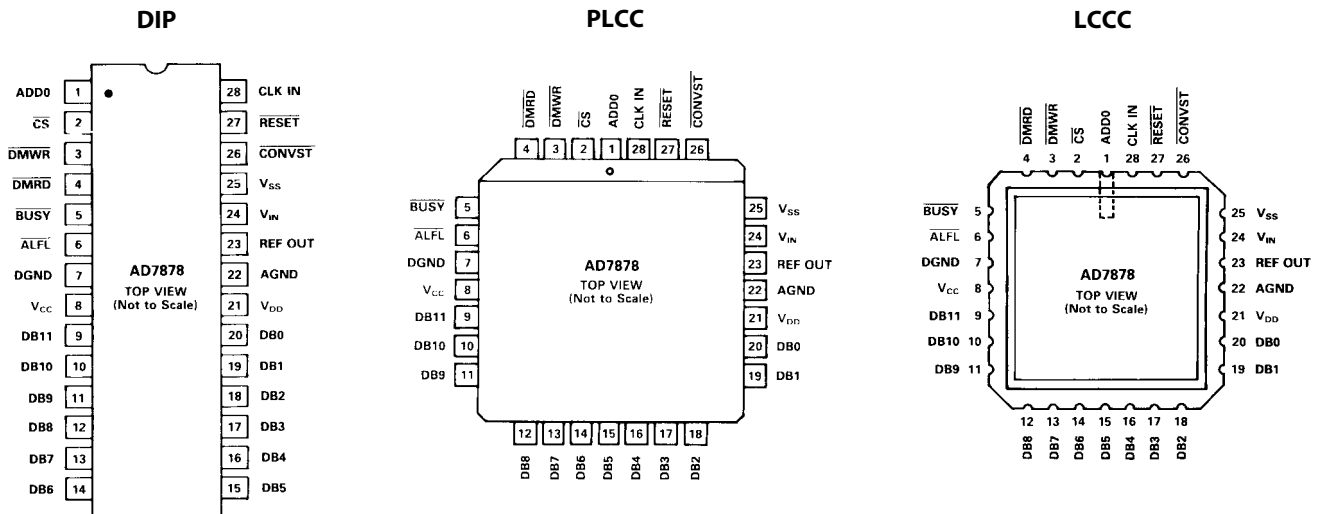 DIP
ADD0 1 28 CLK IN
CS 2 27 RESET
DMWR 3 26 CONVST
DMRD 4 25 VSS
BUSY 5 24 VIN
ALFL 6 23 REF OUT
DGND 7 22 AGND
VCC 8 21 VDD
DB11 9 20 DB0
DB10 10 19 DB1
DB9 11 18 DB2
DB8 12 17 DB3
DB7 13 16 DB4
DB6 14 15 DB5
AD7878
TOP VIEW
(Not to Scale)
PLCC
DMRD DMWR CS ADD0 CLK IN RESET CONVST
4 3 2 1 28 27 26
BUSY 5 25 VSS
ALFL 6 24 VIN
DGND 7 23 REF OUT
VCC 8 22 AGND
DB11 9 21 VDD
DB10 10 20 DB0
DB9 11 19 DB1
AD7878
TOP VIEW
(Not to Scale)
12 13 14 15 16 17 18
DB8 DB7 DB6 DB5 DB4 DB3 DB2
LCCC
DMRD DMWR CS ADD0 CLK IN RESET CONVST
4 3 2 1 28 27 26
BUSY 5 25 VSS
ALFL 6 24 VIN
DGND 7 23 REF OUT
VCC 8 22 AGND
DB11 9 21 VDD
DB10 10 20 DB0
DB9 11 19 DB1
AD7878
TOP VIEW
(Not to Scale)
12 13 14 15 16 17 18
DB8 DB7 DB6 DB5 DB4 DB3 DB2